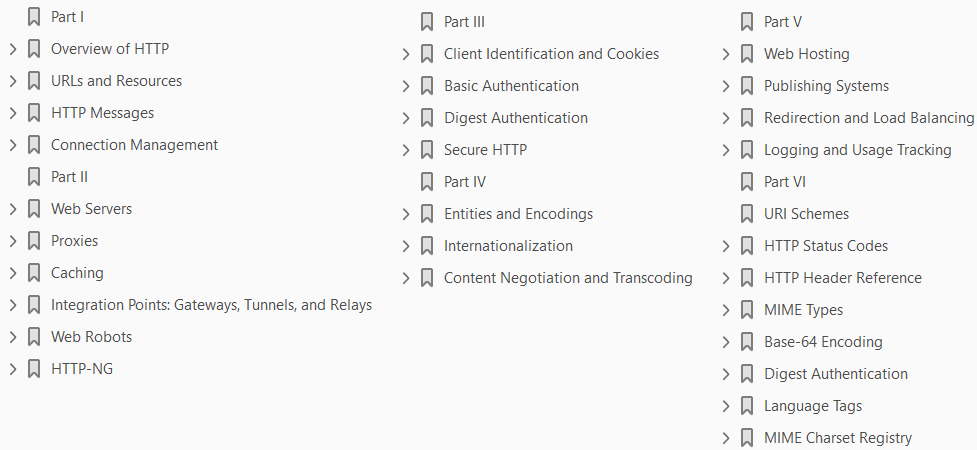 Part I
Overview of HTTP
URLs and Resources
HTTP Messages
Connection Management
Part II
Web Servers
Proxies
Caching
Integration Points: Gateways, Tunnels, and Relays
Web Robots
HTTP-NG
Part III
Client Identification and Cookies
Basic Authentication
Digest Authentication
Secure HTTP
Part IV
Entities and Encodings
Internationalization
Content Negotiation and Transcoding
Part V
Web Hosting
Publishing Systems
Redirection and Load Balancing
Logging and Usage Tracking
Part VI
URI Schemes
HTTP Status Codes
HTTP Header Reference
MIME Types
Base-64 Encoding
Digest Authentication
Language Tags
MIME Charset Registry